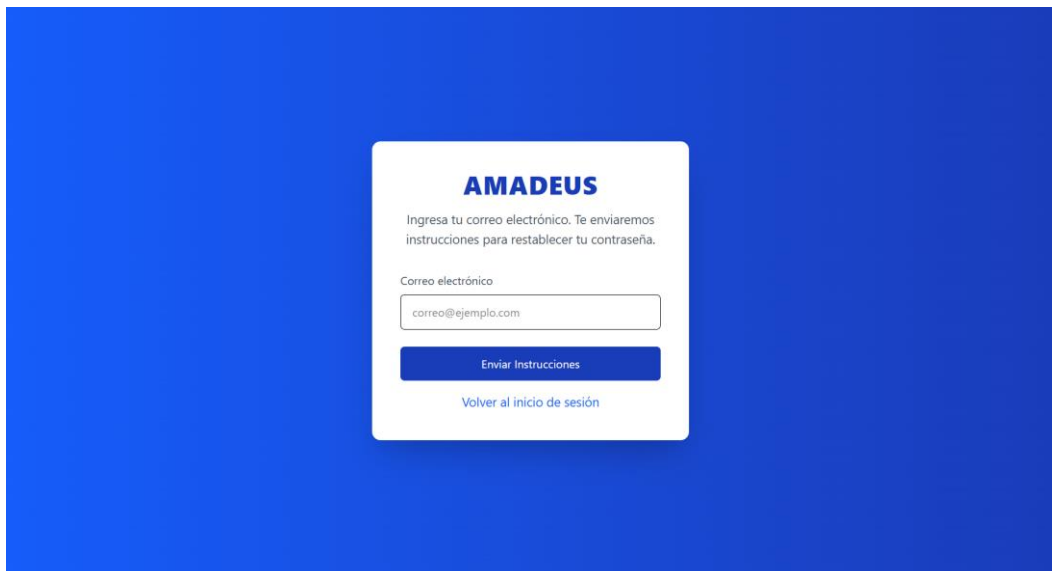 AMADEUS
Ingresa tu correo electrónico. Te enviaremos
instrucciones para restablecer tu contraseña.
Correo electrónico
correo@ejemplo.com
Enviar Instrucciones
Volver al inicio de sesión